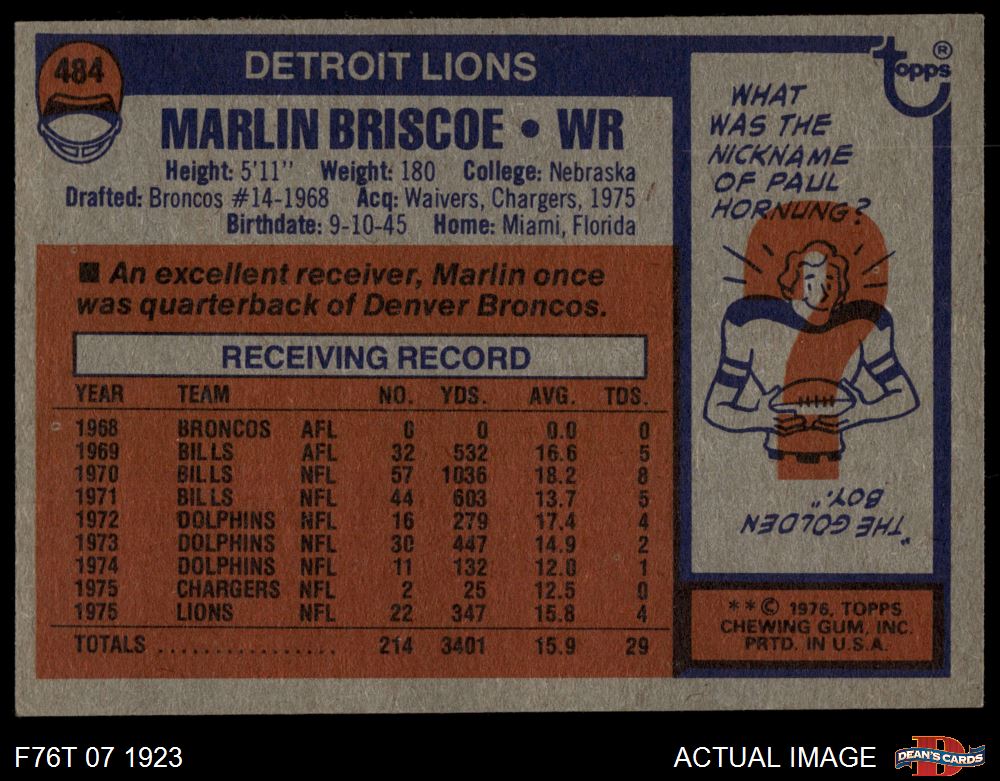 484
DETROIT LIONS
MARLIN BRISCOE • WR
Height: 5'11" Weight: 180 College: Nebraska
Drafted: Broncos #14-1968 Acq: Waivers, Chargers, 1975
Birthdate: 9-10-45 Home: Miami, Florida
■ An excellent receiver, Marlin once
was quarterback of Denver Broncos.
RECEIVING RECORD
YEAR TEAM NO. YDS. AVG. TDS.
1968 BRONCOS AFL 0 0 0.0 0
1969 BILLS AFL 32 532 16.6 5
1970 BILLS NFL 57 1036 18.2 8
1971 BILLS NFL 44 603 13.7 5
1972 DOLPHINS NFL 16 279 17.4 4
1973 DOLPHINS NFL 30 447 14.9 2
1974 DOLPHINS NFL 11 132 12.0 1
1975 CHARGERS NFL 2 25 12.5 0
1975 LIONS NFL 22 347 15.8 4
TOTALS ................ 214 3401 15.9 29
topps®
WHAT
WAS THE
NICKNAME
OF PAUL
HORNUNG?
"THE GOLDEN
BOY."
**© 1976, TOPPS
CHEWING GUM, INC.
PRTD. IN U.S.A.
F76T 07 1923
ACTUAL IMAGE
D
DEAN'S CARDS